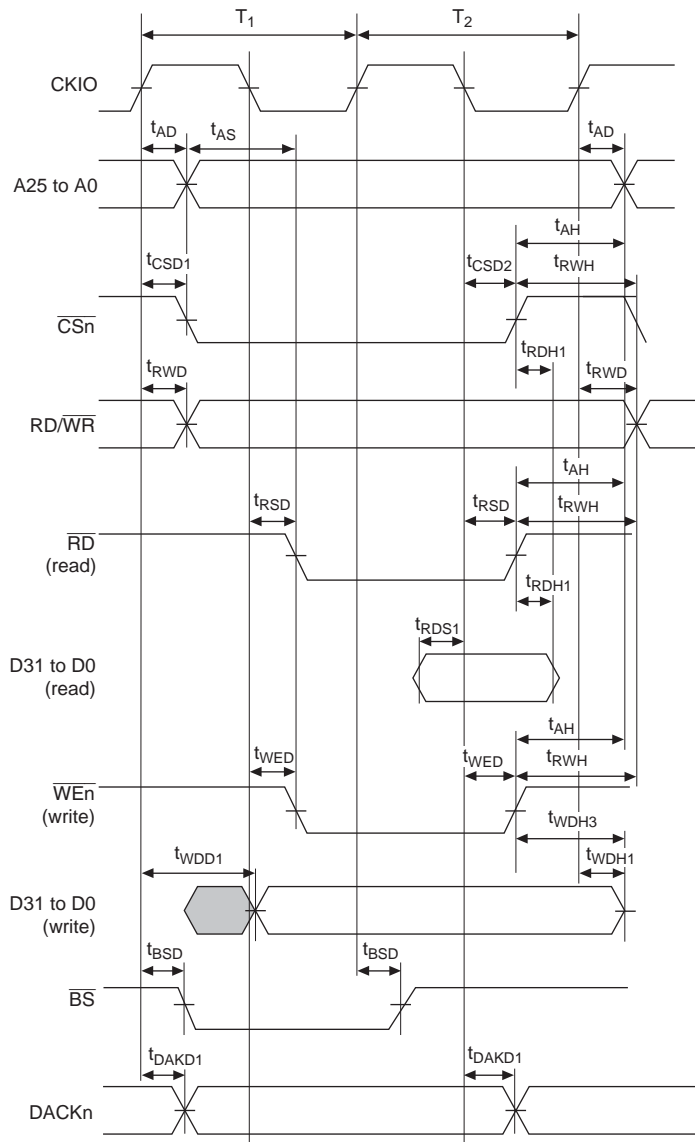 T1 T2
CKIO
tAD tAS tAD
A25 to A0
tAH
tCSD1 tCSD2 tRWH
CSn
tRDH1
tRWD tRWD
RD/WR
tAH
tRSD tRSD tRWH
RD
(read)
tRDH1
tRDS1
D31 to D0
(read)
tAH
tWED tWED tRWH
WEn
(write)
tWDH3
tWDD1 tWDH1
D31 to D0
(write)
tBSD tBSD
BS
tDAKD1 tDAKD1
DACKn